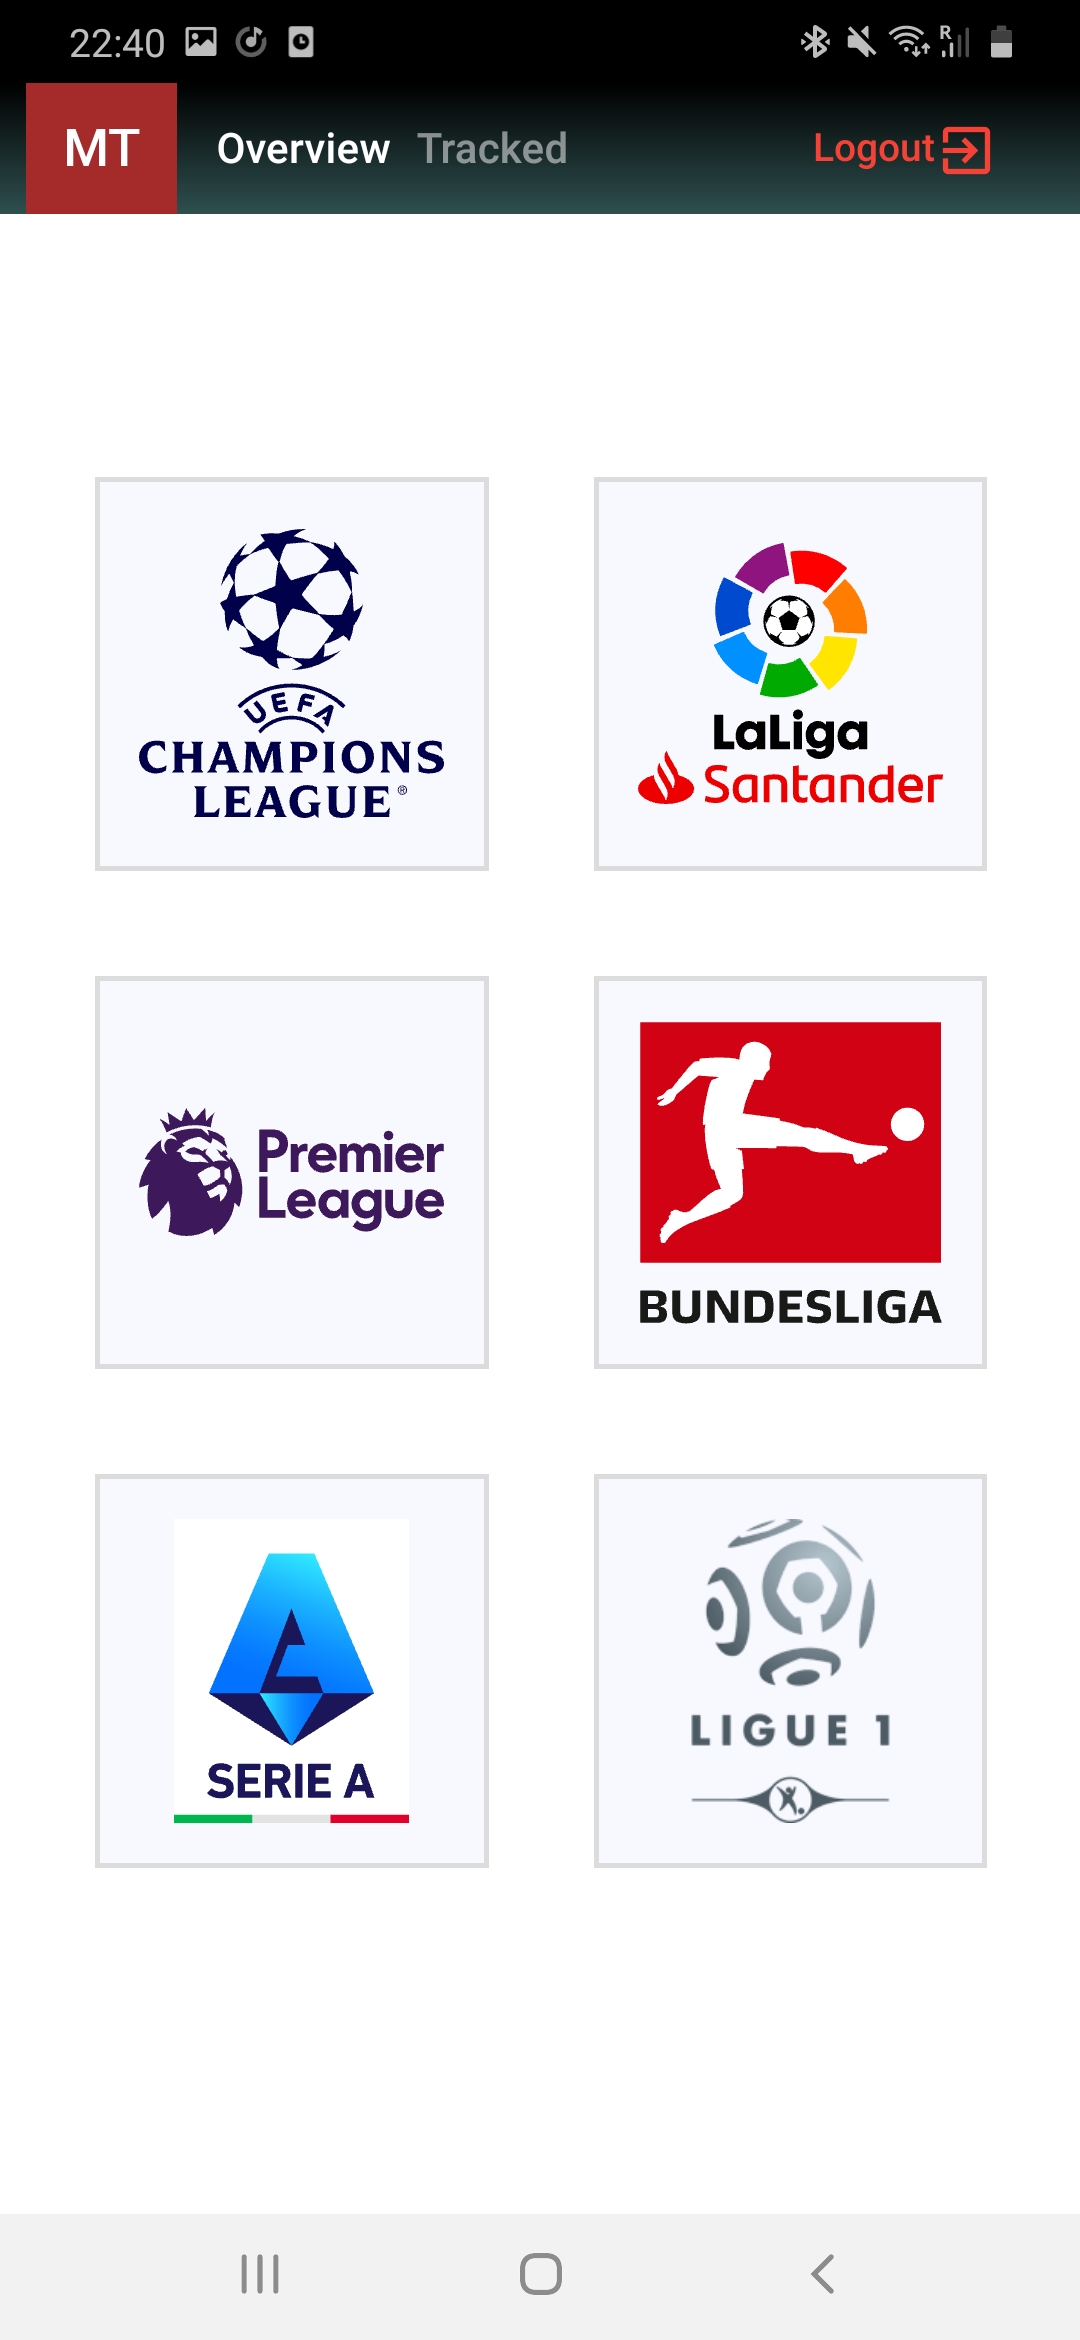 22:40
R
MT Overview Tracked Logout
UEFA
CHAMPIONS
LEAGUE®
LaLiga
Santander
Premier
League
BUNDESLIGA
SERIE A
LIGUE 1